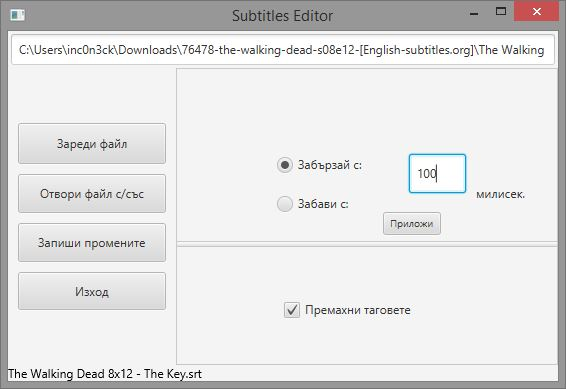 Subtitles Editor
C:\Users\inc0n3ck\Downloads\76478-the-walking-dead-s08e12-[English-subtitles.org]\The Walking
Зареди файл
Отвори файл с/със
Запиши промените
Изход
Забързай с:
100
Забави с:
милисек.
Приложи
Премахни таговете
The Walking Dead 8x12 - The Key.srt